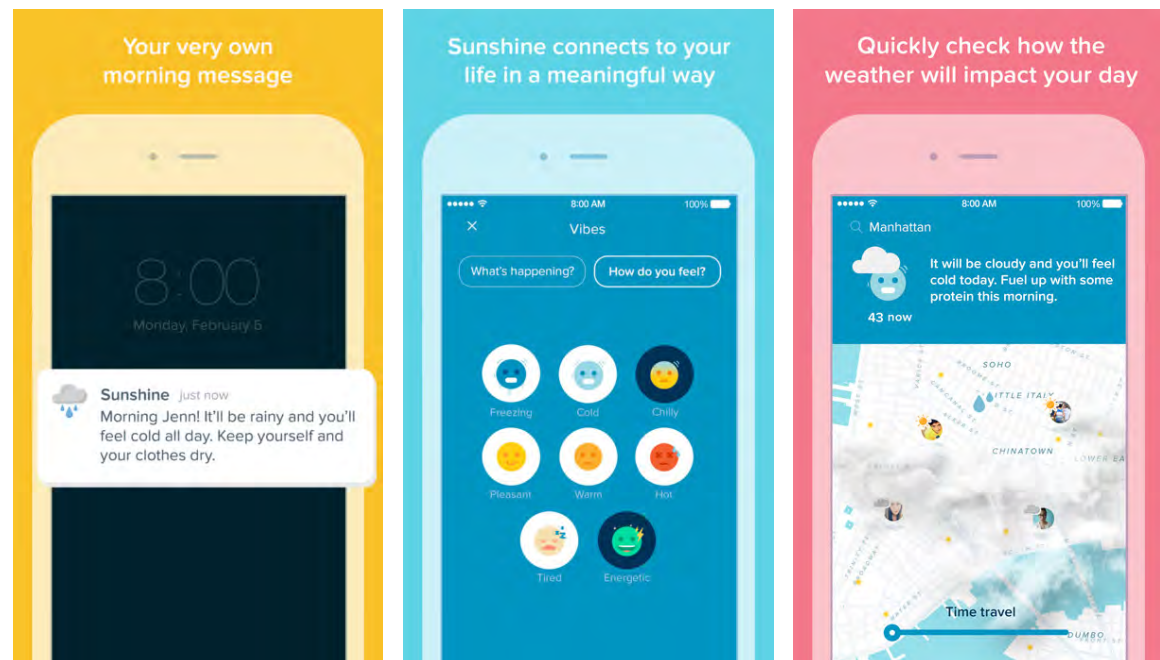 Your very own
morning message
8:00
Monday, February 5
Sunshine just now
Morning Jenn! It'll be rainy and you'll
feel cold all day. Keep yourself and
your clothes dry.
Sunshine connects to your
life in a meaningful way
8:00 AM 100%
Vibes
What's happening? How do you feel?
Freezing Cold Chilly
Pleasant Warm Hot
Tired Energetic
Quickly check how the
weather will impact your day
8:00 AM 100%
Manhattan
It will be cloudy and you'll feel
cold today. Fuel up with some
protein this morning.
43 now
SOHO
LITTLE ITALY
CHINATOWN
LOWER EA
Time travel
DUMBO